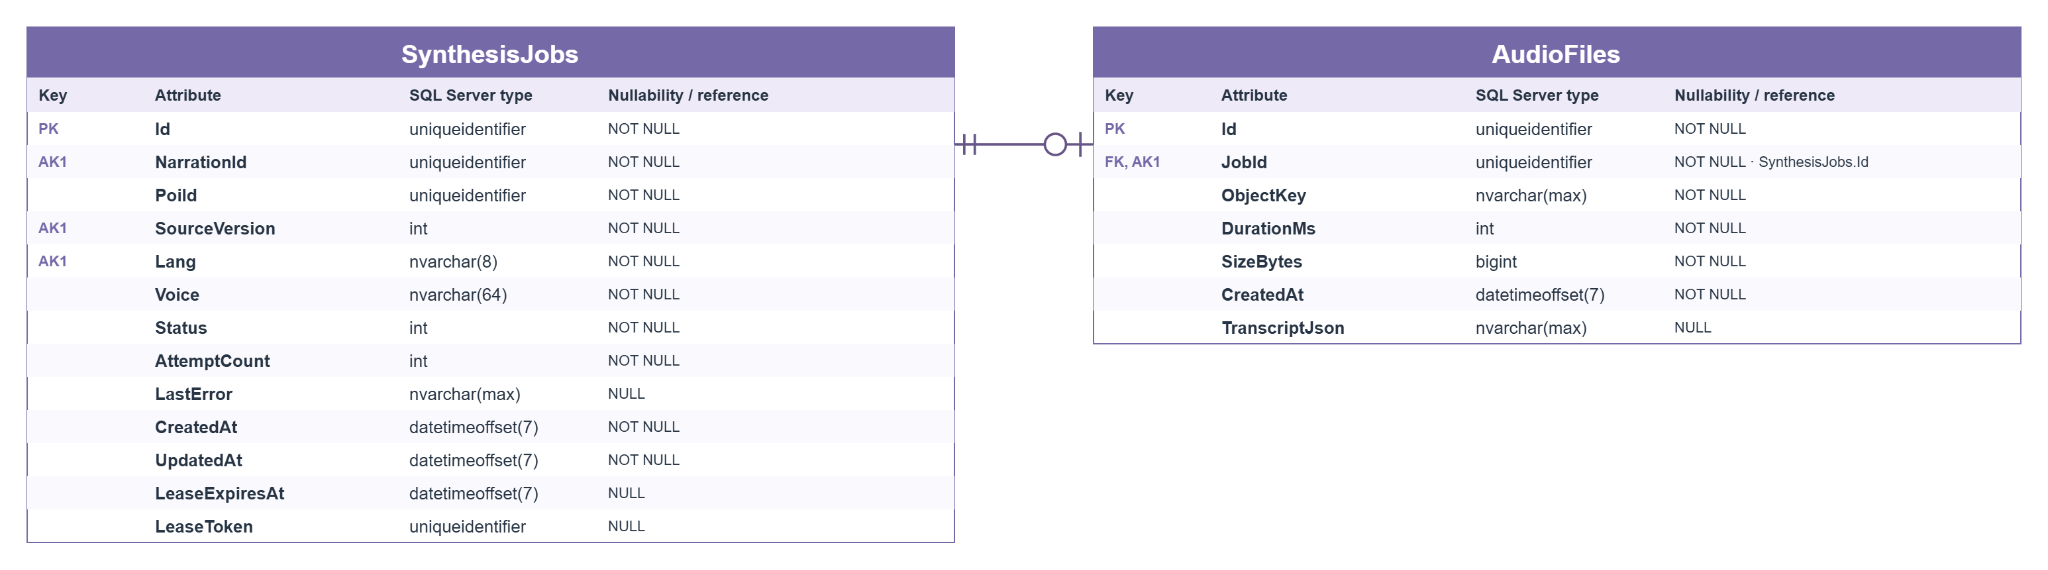 SynthesisJobs
Key Attribute SQL Server type Nullability / reference
PK Id uniqueidentifier NOT NULL
AK1 NarrationId uniqueidentifier NOT NULL
PoiId uniqueidentifier NOT NULL
AK1 SourceVersion int NOT NULL
AK1 Lang nvarchar(8) NOT NULL
Voice nvarchar(64) NOT NULL
Status int NOT NULL
AttemptCount int NOT NULL
LastError nvarchar(max) NULL
CreatedAt datetimeoffset(7) NOT NULL
UpdatedAt datetimeoffset(7) NOT NULL
LeaseExpiresAt datetimeoffset(7) NULL
LeaseToken uniqueidentifier NULL
AudioFiles
Key Attribute SQL Server type Nullability / reference
PK Id uniqueidentifier NOT NULL
FK, AK1 JobId uniqueidentifier NOT NULL · SynthesisJobs.Id
ObjectKey nvarchar(max) NOT NULL
DurationMs int NOT NULL
SizeBytes bigint NOT NULL
CreatedAt datetimeoffset(7) NOT NULL
TranscriptJson nvarchar(max) NULL